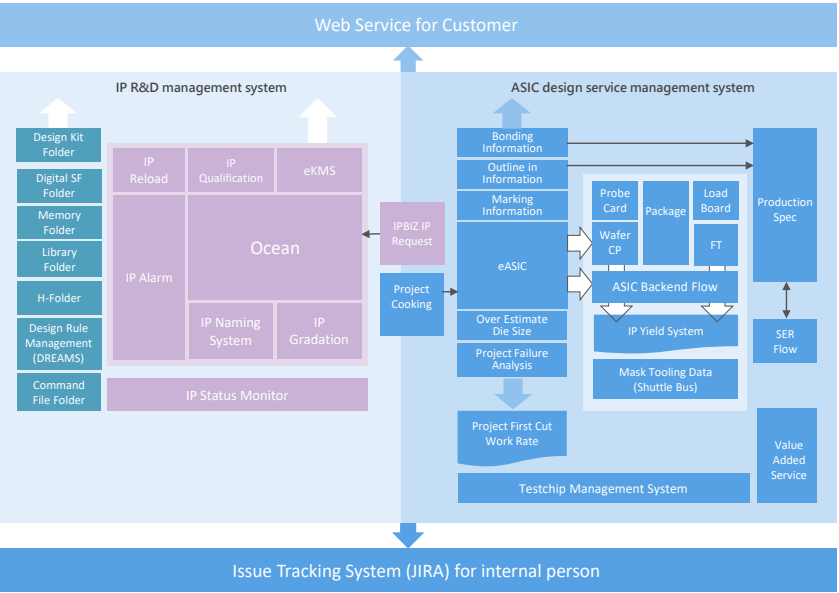 Web Service for Customer
IP R&D management system
ASIC design service management system
Design Kit
Folder
Digital SF
Folder
Memory
Folder
Library
Folder
H-Folder
Design Rule
Management
(DREAMS)
Command
File Folder
IP
Reload
IP
Qualification
eKMS
IP Alarm
Ocean
IP Naming
System
IP
Gradation
IP Status Monitor
IPBIZ IP
Request
Project
Cooking
Bonding
Information
Outline in
Information
Marking
Information
eASIC
Over Estimate
Die Size
Project Failure
Analysis
Project First Cut
Work Rate
Probe
Card
Package
Load
Board
Wafer
CP
FT
ASIC Backend Flow
IP Yield System
Mask Tooling Data
(Shuttle Bus)
Production
Spec
SER
Flow
Value
Added
Service
Testchip Management System
Issue Tracking System (JIRA) for internal person